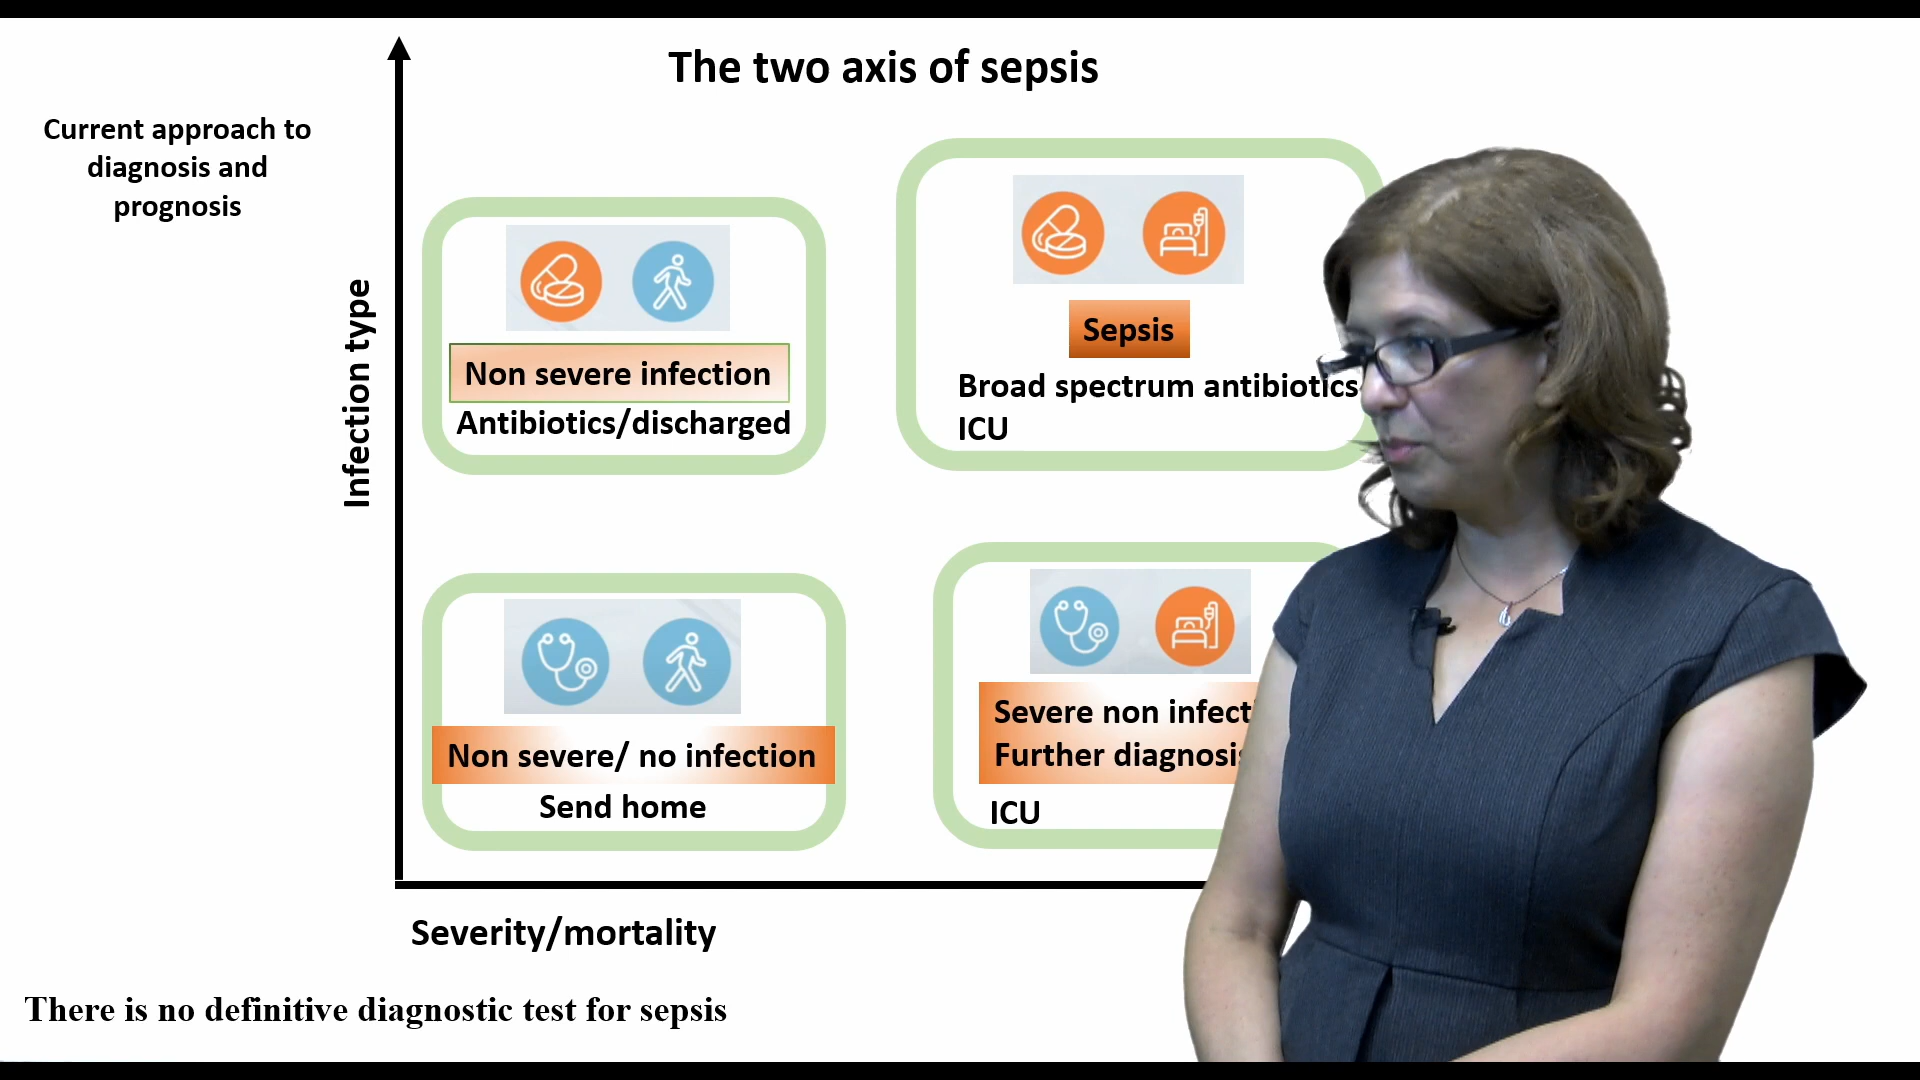 The two axis of sepsis
Current approach to
diagnosis and
prognosis
Infection type
Non severe infection
Antibiotics/discharged
Sepsis
Broad spectrum antibiotics
ICU
Non severe/ no infection
Send home
Severe non
Further
ICU
Severity/mortality
There is no definitive diagnostic test for sepsis